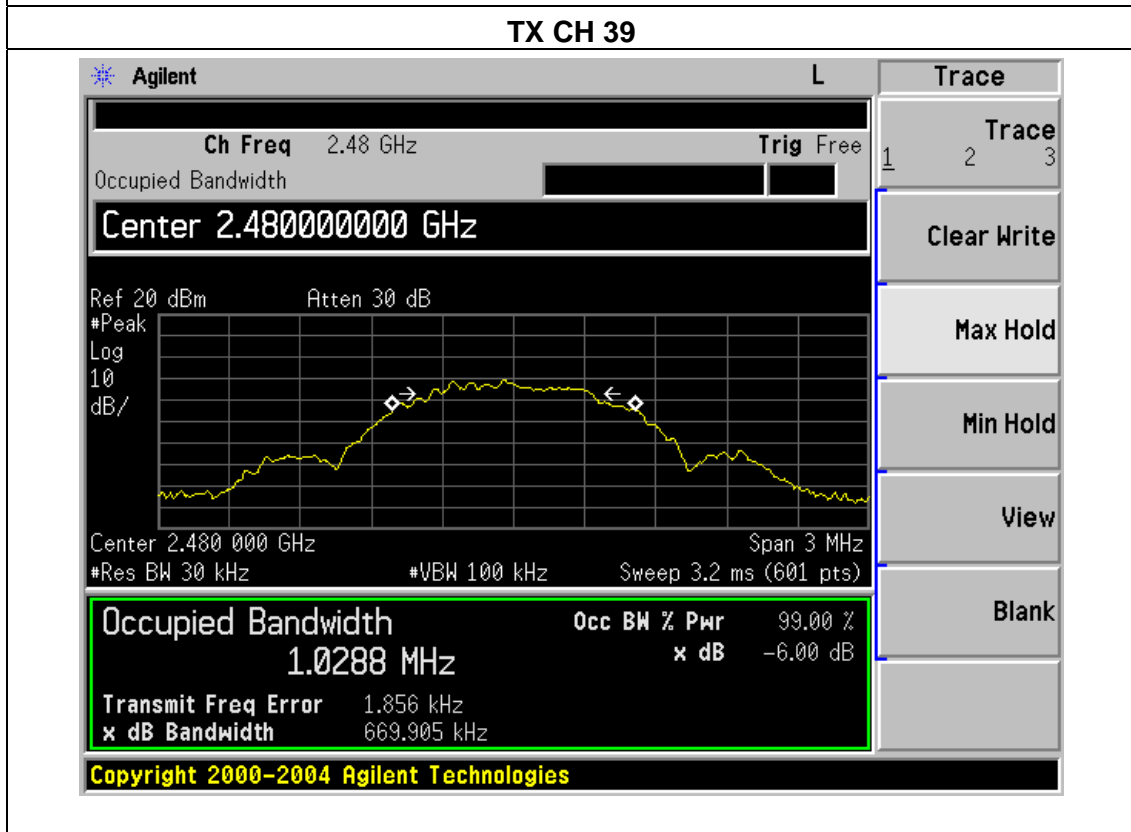 TX CH 39
Agilent L Trace
Ch Freq 2.48 GHz Trig Free
Occupied Bandwidth
Trace
1 2 3
Center 2.480000000 GHz
Clear Write
Ref 20 dBm Atten 30 dB
#Peak
Log
10
dB/
Max Hold
Min Hold
View
Center 2.480 000 GHz Span 3 MHz
#Res BW 30 kHz #VBW 100 kHz Sweep 3.2 ms (601 pts)
Occupied Bandwidth Occ BW % Pwr 99.00 %
1.0288 MHz x dB -6.00 dB
Blank
Transmit Freq Error 1.856 kHz
x dB Bandwidth 669.905 kHz
Copyright 2000-2004 Agilent Technologies